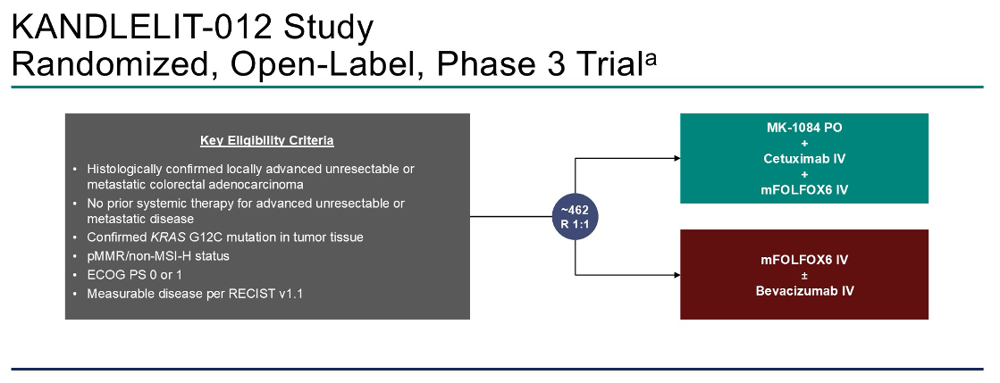 KANDLELIT-012 Study
Randomized, Open-Label, Phase 3 Trialᵃ
Key Eligibility Criteria
• Histologically confirmed locally advanced unresectable or
metastatic colorectal adenocarcinoma
• No prior systemic therapy for advanced unresectable or
metastatic disease
• Confirmed KRAS G12C mutation in tumor tissue
• pMMR/non-MSI-H status
• ECOG PS 0 or 1
• Measurable disease per RECIST v1.1
~462
R 1:1
MK-1084 PO
+
Cetuximab IV
+
mFOLFOX6 IV
mFOLFOX6 IV
±
Bevacizumab IV